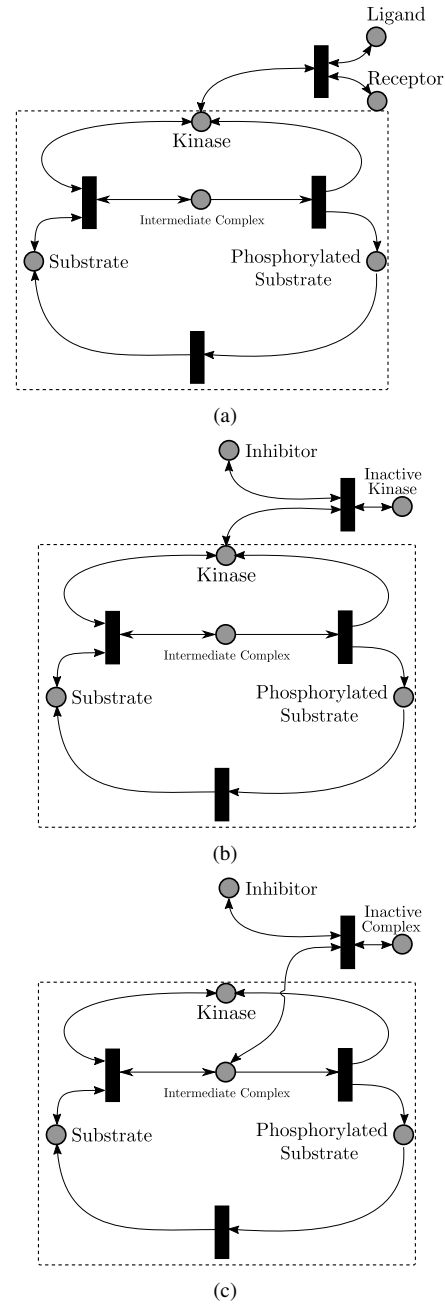 Ligand
Receptor
Kinase
Intermediate Complex
Substrate
Phosphorylated
Substrate
(a)
Inhibitor
Inactive
Kinase
Kinase
Intermediate Complex
Substrate
Phosphorylated
Substrate
(b)
Inhibitor
Inactive
Complex
Kinase
Intermediate Complex
Substrate
Phosphorylated
Substrate
(c)